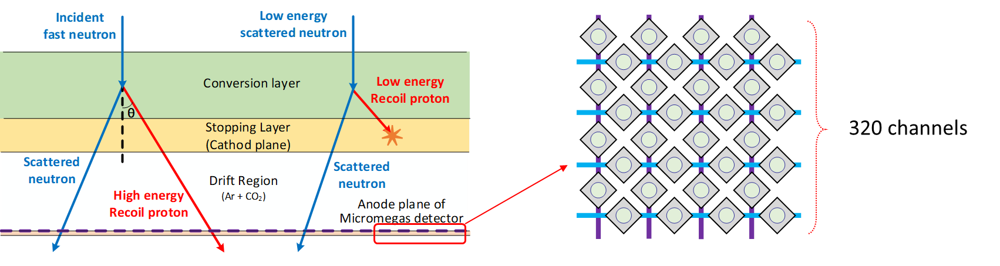 Incident
fast neutron
Low energy
scattered neutron
Conversion layer
Low energy
Recoil proton
θ
Stopping Layer
(Cathod plane)
Scattered
neutron
Scattered
neutron
Drift Region
(Ar + CO₂)
High energy
Recoil proton
Anode plane of
Micromegas detector
320 channels